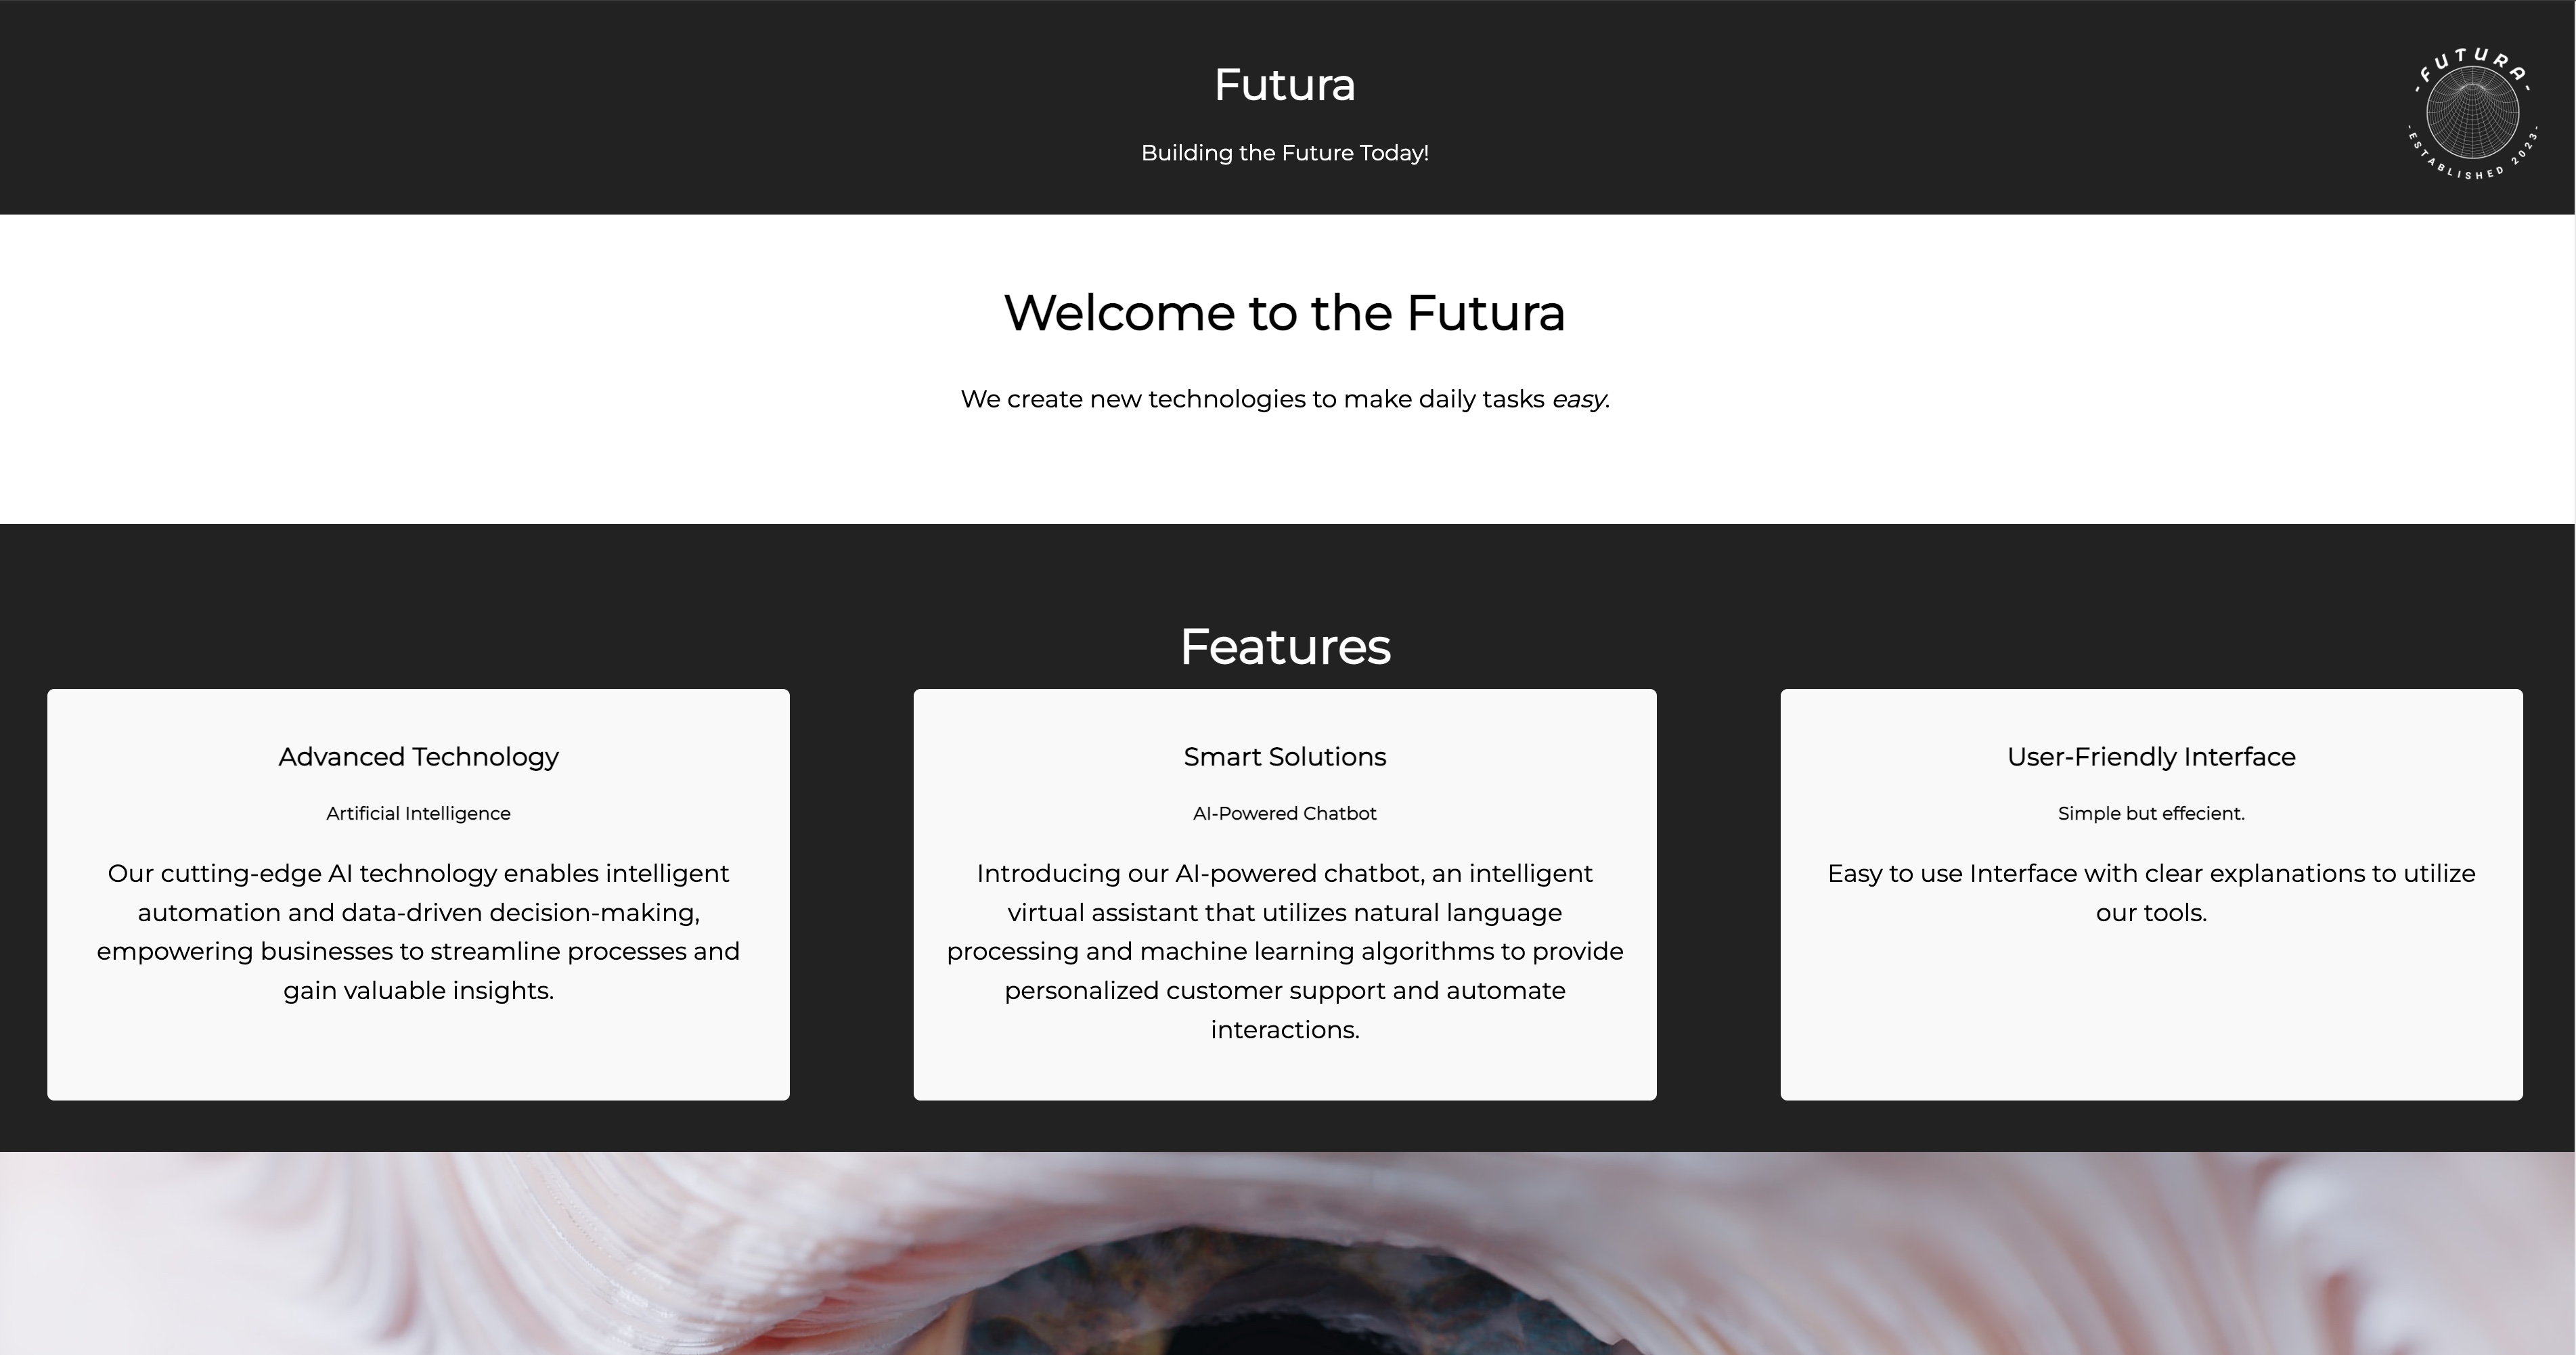 Futura
Building the Future Today!
-FUTURA-
-ESTABLISHED 2023-
Welcome to the Futura
We create new technologies to make daily tasks easy.
Features
Advanced Technology
Artificial Intelligence
Our cutting-edge AI technology enables intelligent
automation and data-driven decision-making,
empowering businesses to streamline processes and
gain valuable insights.
Smart Solutions
AI-Powered Chatbot
Introducing our AI-powered chatbot, an intelligent
virtual assistant that utilizes natural language
processing and machine learning algorithms to provide
personalized customer support and automate
interactions.
User-Friendly Interface
Simple but effecient.
Easy to use Interface with clear explanations to utilize
our tools.